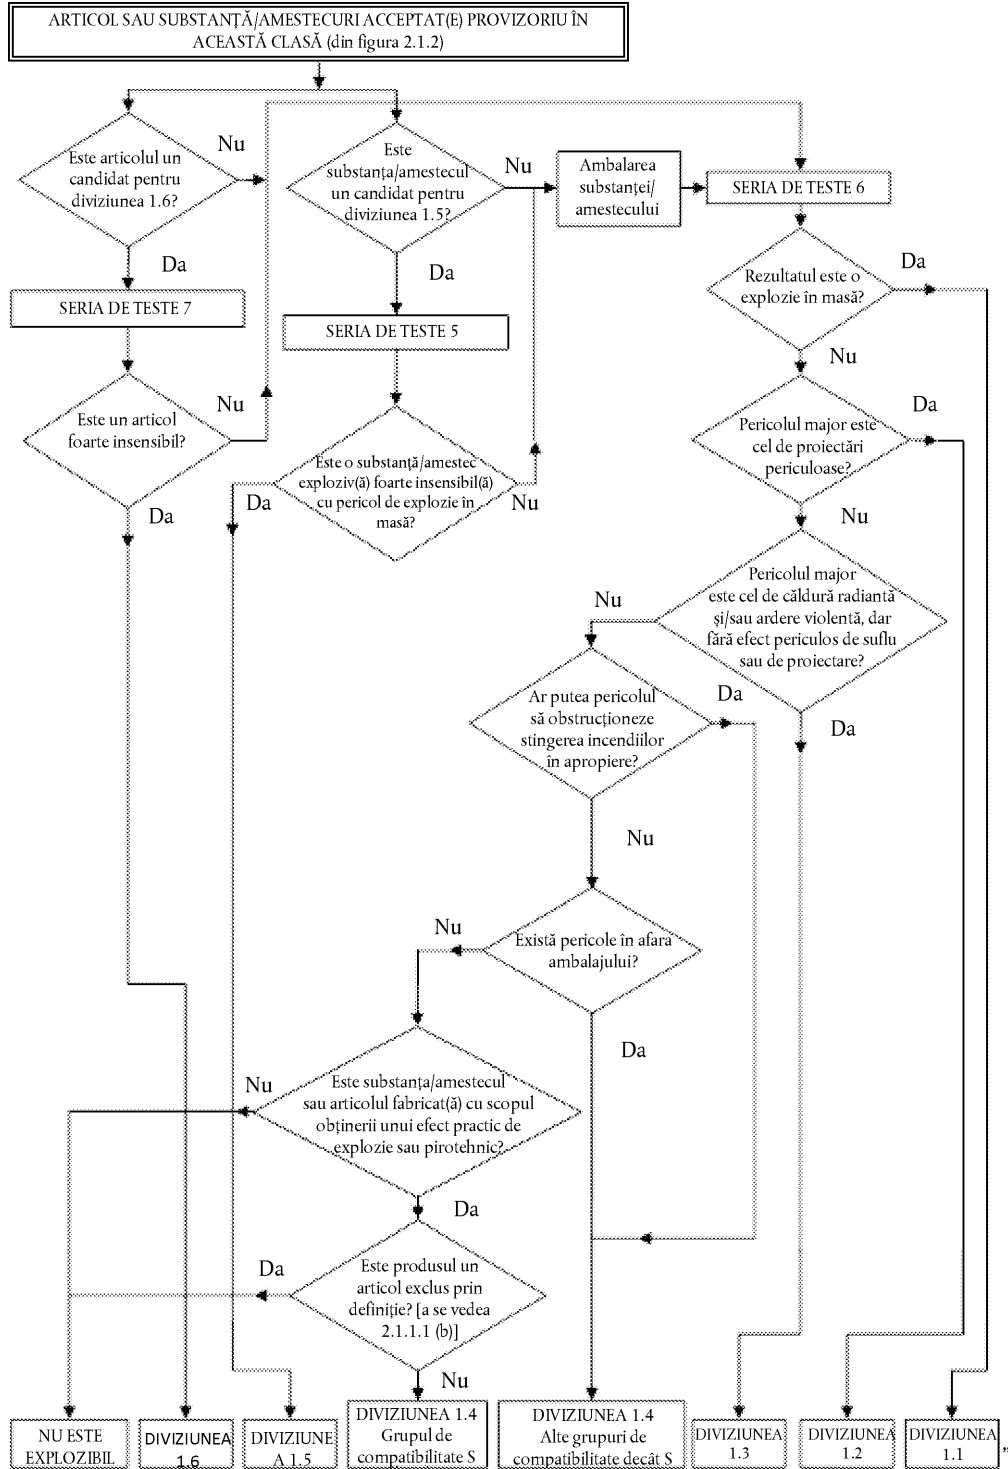 ARTICOL SAU SUBSTANȚĂ/AMESTECURI ACCEPTAT(E) PROVIZORIU ÎN
ACEASTĂ CLASĂ (din figura 2.1.2)
Este articolul un
candidat pentru
diviziunea 1.6?
Nu
Da
Este
substanța/amestecul
un candidat pentru
diviziunea 1.5?
Nu
Da
Ambalarea
substanței/
amestecului
SERIA DE TESTE 6
SERIA DE TESTE 7
SERIA DE TESTE 5
Rezultatul este o
explozie în masă?
Da
Nu
Este un articol
foarte insensibil?
Nu
Da
Este o substanță/amestec
exploziv(ă) foarte insensibil(ă)
cu pericol de explozie în
masă?
Da
Nu
Pericolul major este
cel de proiectări
periculoase?
Da
Nu
Pericolul major
este cel de căldură radiantă
și/sau ardere violentă, dar
fără efect periculos de suflu
sau de proiectare?
Nu
Da
Ar putea pericolul
să obstrucționeze
stingerea incendiilor
în apropiere?
Da
Nu
Există pericole în afara
ambalajului?
Nu
Da
Este substanța/amestecul
sau articolul fabricat(ă) cu scopul
obținerii unui efect practic de
explozie sau pirotehnic?
Nu
Da
Este produsul un
articol exclus prin
definiție? [a se vedea
2.1.1.1 (b)]
Da
Nu
NU ESTE
EXPLOZIBIL
DIVIZIUNEA
1.6
DIVIZIUNE
A 1.5
DIVIZIUNEA 1.4
Grupul de
compatibilitate S
DIVIZIUNEA 1.4
Alte grupuri de
compatibilitate decât S
DIVIZIUNEA
1.3
DIVIZIUNEA
1.2
DIVIZIUNEA
1.1
”